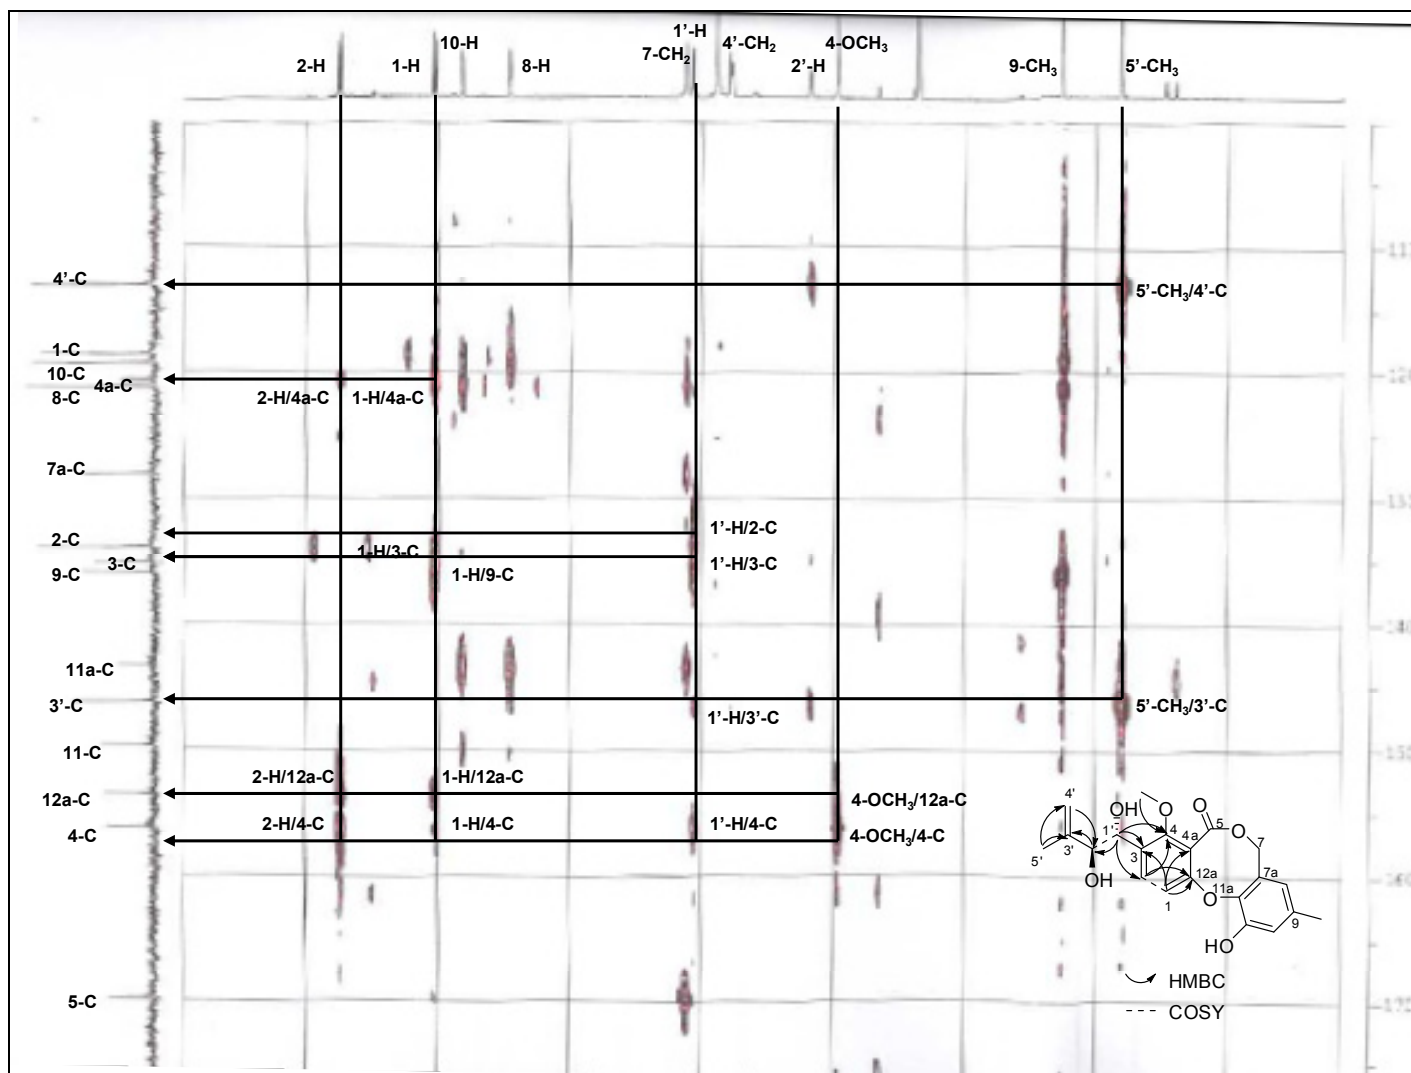 1'-H
10-H
4'-CH2
4-OCH3
7-CH2
2-H
1-H
8-H
2'-H
9-CH3
5'-CH3
4'-C
5'-CH3/4'-C
1-C
10-C
4a-C
8-C
2-H/4a-C
1-H/4a-C
7a-C
1'-H/2-C
2-C
1-H/3-C
3-C
1'-H/3-C
9-C
1-H/9-C
140
11a-C
3'-C
5'-CH3/3'-C
1'-H/3'-C
11-C
2-H/12a-C
1-H/12a-C
12a-C
4-OCH3/12a-C
4-C
2-H/4-C
1-H/4-C
1'-H/4-C
4-OCH3/4-C
4'
OH
O
O
1'
4
4a
5
O
7
5'
3'
3
12a
7a
OH
1
O
11a
9
HO
5-C
HMBC
COSY